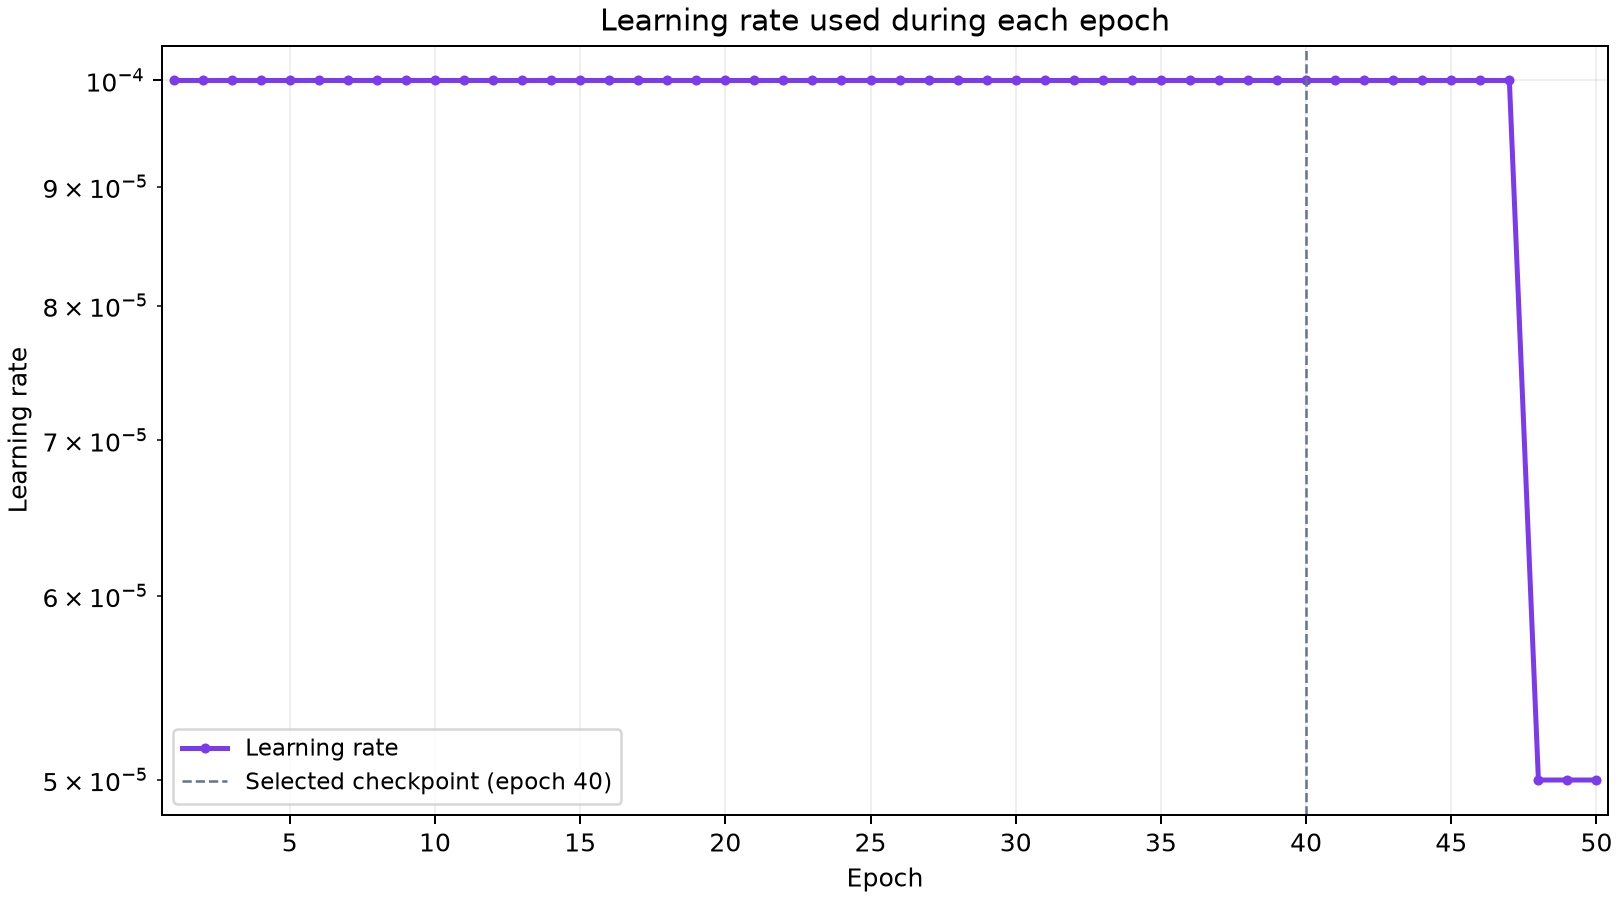 Learning rate used during each epoch
10⁻⁴
9 × 10⁻⁵
8 × 10⁻⁵
7 × 10⁻⁵
6 × 10⁻⁵
5 × 10⁻⁵
Learning rate
Learning rate
Selected checkpoint (epoch 40)
5 10 15 20 25 30 35 40 45 50
Epoch